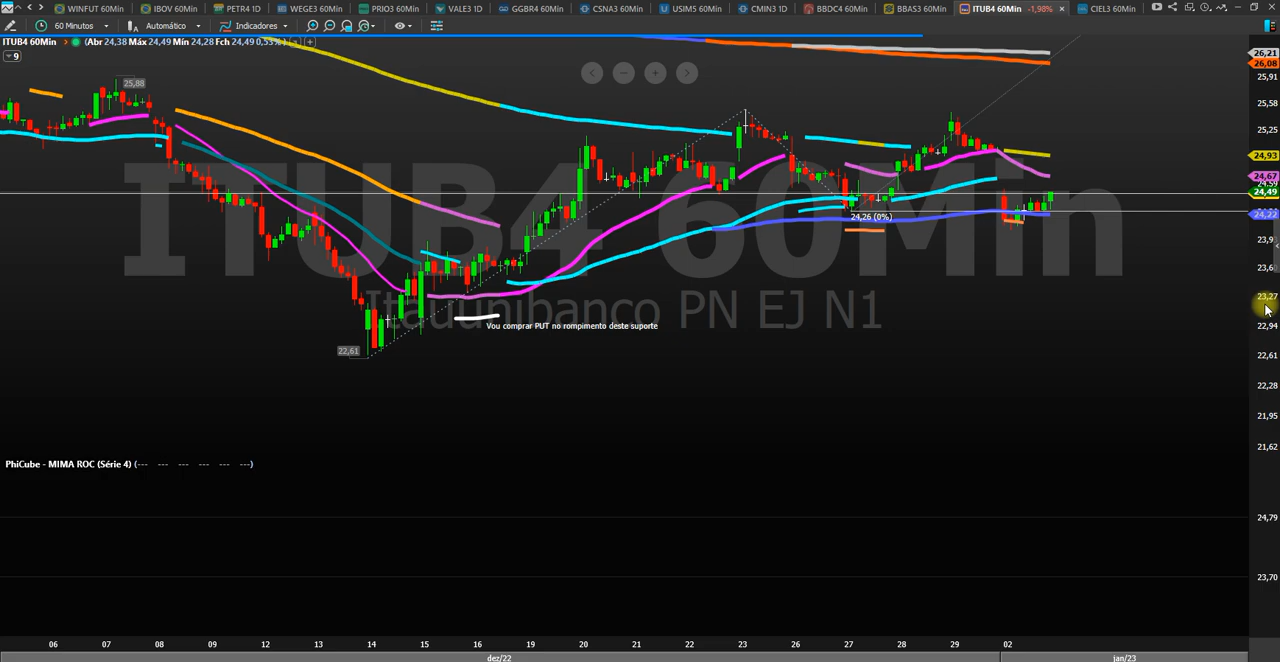 WINFUT 60Min IBOV 60Min PETR4 1D WEGE3 60Min PRIO3 60Min VALE3 1D GGBR4 60Min CSNA3 60Min USIM5 60Min CMIN3 1D BBDC4 60Min BBAS3 60Min ITUB4 60Min -1,98% CIEL3 60Min
60 Minutos Automático Indicadores
ITUB4 60Min (Abr 24,38 Máx 24,49 Mín 24,28 Fch 24,49 0,53%)
9
26,21
26,08
25,91
25,88
25,58
25,25
24,93
24,67
24,59
24,49
24,22
ITUB4 60Min
24,26 (0%)
23,9
23,6
23,27
Itauunibanco PN EJ N1
Vou comprar PUT no rompimento deste suporte
22,94
22,61
22,61
22,28
21,95
21,62
PhiCube - MIMA ROC (Série 4) (--- --- --- --- --- ---)
24,79
23,70
06 07 08 09 12 13 14 15 16 19 20 21 22 23 26 27 28 29 02
dez/22 jan/23